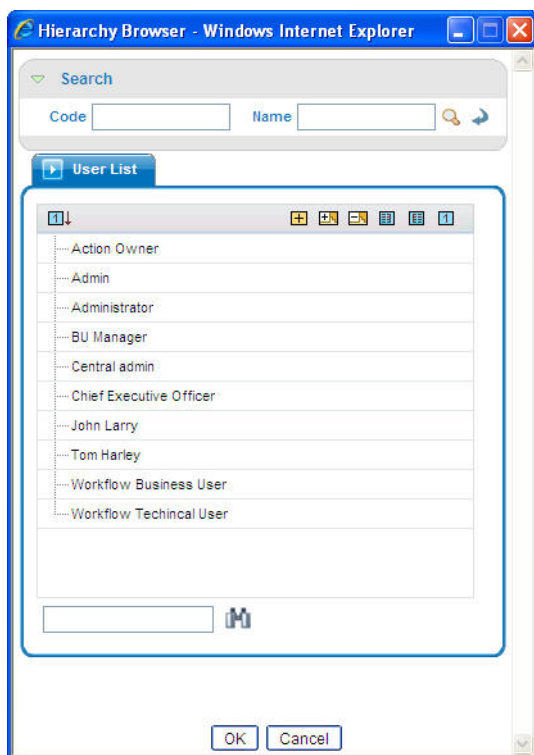 Hierarchy Browser - Windows Internet Explorer
Search
Code Name
User List
Action Owner
Admin
Administrator
BU Manager
Central admin
Chief Executive Officer
John Larry
Tom Harley
Workflow Business User
Workflow Techincal User
OK Cancel